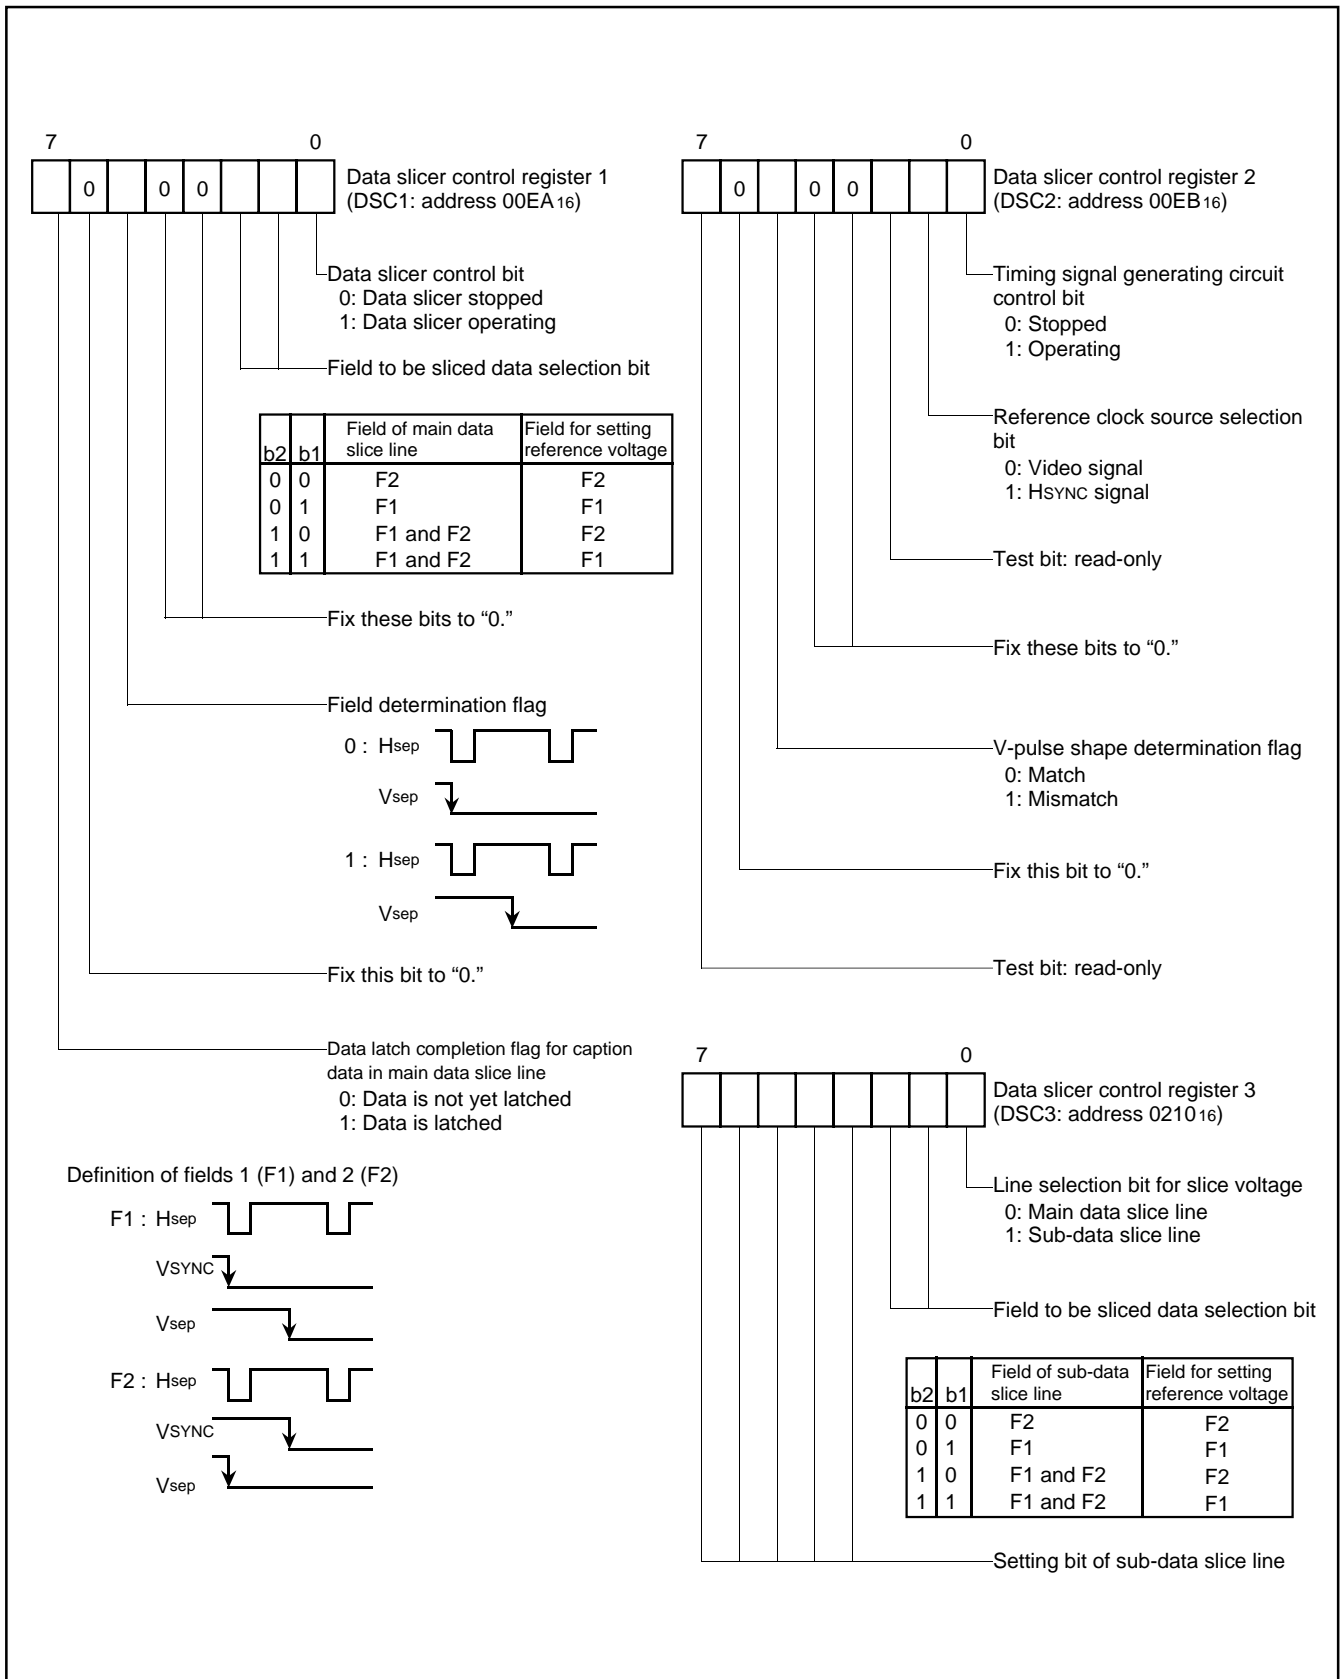 7 0
0 0 0
Data slicer control register 1
(DSC1: address 00EA16)
Data slicer control bit
0: Data slicer stopped
1: Data slicer operating
Field to be sliced data selection bit
b2 b1 Field of main data slice line Field for setting reference voltage
0 0 F2 F2
0 1 F1 F1
1 0 F1 and F2 F2
1 1 F1 and F2 F1
Fix these bits to “0.”
Field determination flag
0 : Hsep
Vsep
1 : Hsep
Vsep
Fix this bit to “0.”
Data latch completion flag for caption
data in main data slice line
0: Data is not yet latched
1: Data is latched
Definition of fields 1 (F1) and 2 (F2)
F1 : Hsep
VSYNC
Vsep
F2 : Hsep
VSYNC
Vsep
7 0
0 0 0
Data slicer control register 2
(DSC2: address 00EB16)
Timing signal generating circuit
control bit
0: Stopped
1: Operating
Reference clock source selection
bit
0: Video signal
1: HSYNC signal
Test bit: read-only
Fix these bits to “0.”
V-pulse shape determination flag
0: Match
1: Mismatch
Fix this bit to “0.”
Test bit: read-only
7 0
Data slicer control register 3
(DSC3: address 021016)
Line selection bit for slice voltage
0: Main data slice line
1: Sub-data slice line
Field to be sliced data selection bit
b2 b1 Field of sub-data slice line Field for setting reference voltage
0 0 F2 F2
0 1 F1 F1
1 0 F1 and F2 F2
1 1 F1 and F2 F1
Setting bit of sub-data slice line